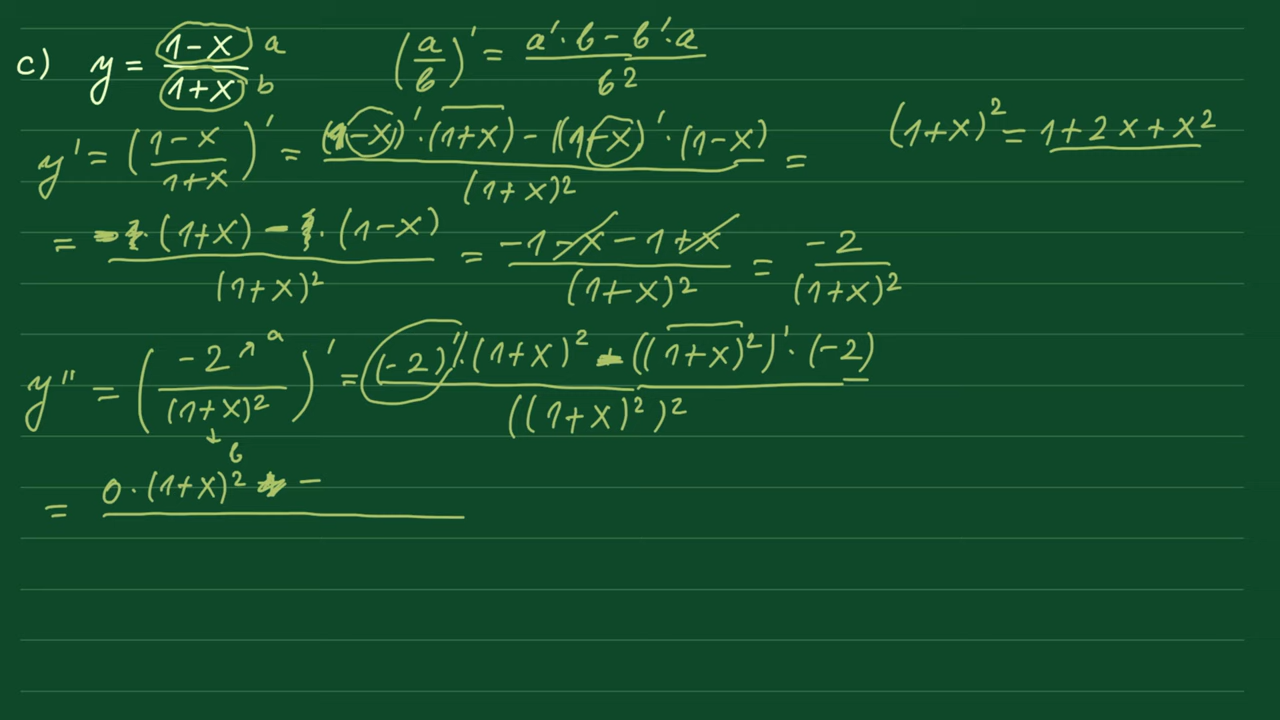 c) y = (1-x)/(1+x) a b (a/b)' = (a'·b - b'·a)/b²
y' = ((1-x)/(1+x))' = ((1-x)'·(1+x) - (1+x)'·(1-x))/(1+x)² = (1+x)² = 1+2x+x²
= (-1·(1+x) - 1·(1-x))/(1+x)² = (-1-x-1+x)/(1+x)² = -2/(1+x)²
y'' = (-2/(1+x)²)' ↗a ↓b = ((-2)'·(1+x)² - ((1+x)²)'·(-2))/((1+x)²)²
= 0·(1+x)² -